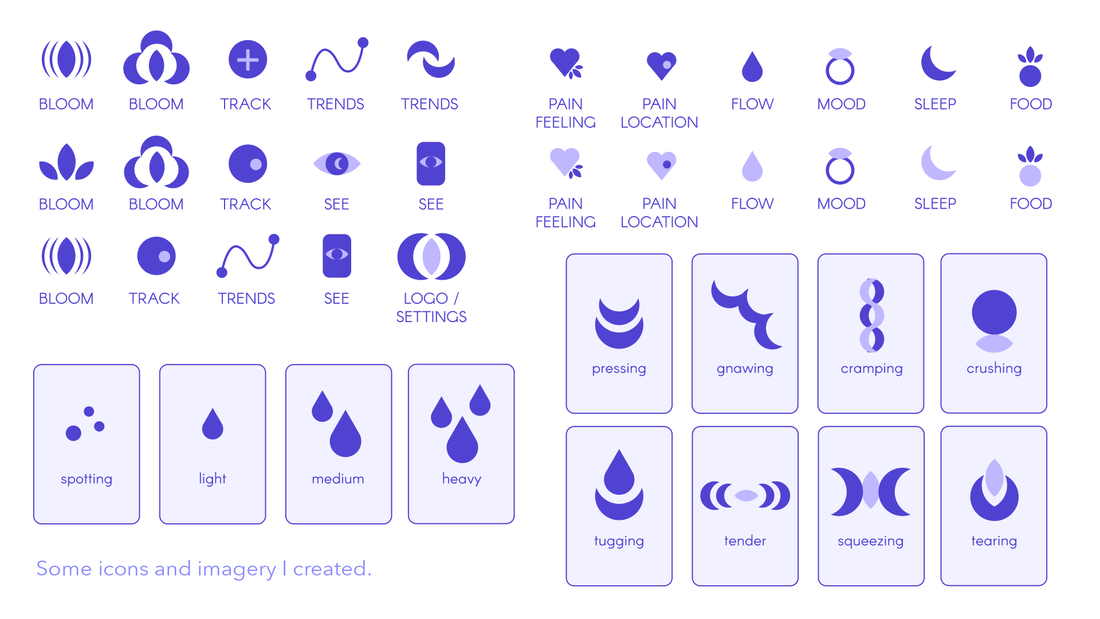 BLOOM
BLOOM
TRACK
TRENDS
TRENDS
BLOOM
BLOOM
TRACK
SEE
SEE
BLOOM
TRACK
TRENDS
SEE
LOGO /
SETTINGS
PAIN
FEELING
PAIN
LOCATION
FLOW
MOOD
SLEEP
FOOD
PAIN
FEELING
PAIN
LOCATION
FLOW
MOOD
SLEEP
FOOD
spotting
light
medium
heavy
pressing
gnawing
cramping
crushing
tugging
tender
squeezing
tearing
Some icons and imagery I created.